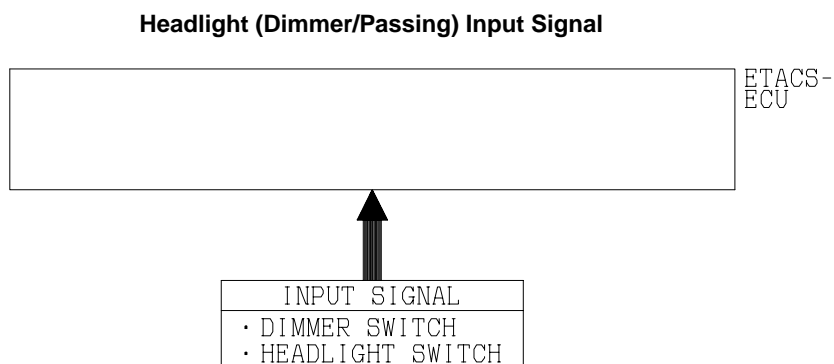 Headlight (Dimmer/Passing) Input Signal
ETACS-
ECU
INPUT SIGNAL
· DIMMER SWITCH
· HEADLIGHT SWITCH